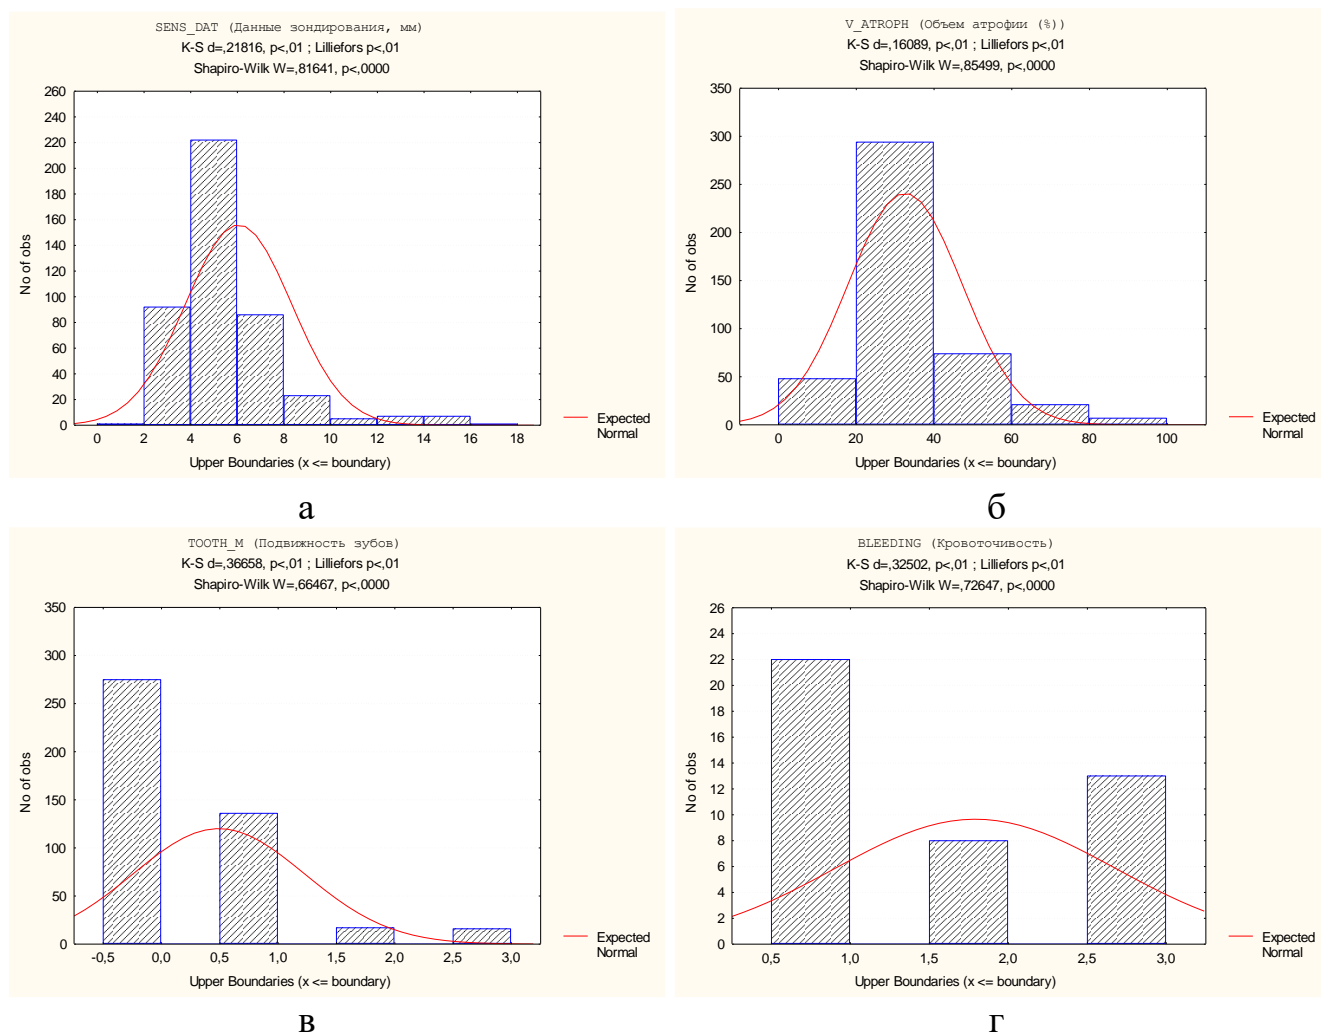 SENS_DAT (Данные зондирования, мм)
K-S d=,21816, p<,01 ; Lilliefors p<,01
Shapiro-Wilk W=,81641, p<,0000
260
240
220
200
180
160
140
120
100
80
60
40
20
0
No of obs
0 2 4 6 8 10 12 14 16 18
Upper Boundaries (x <= boundary)
Expected
Normal
а
V_ATROPH (Объем атрофии (%))
K-S d=,16089, p<,01 ; Lilliefors p<,01
Shapiro-Wilk W=,85499, p<,0000
350
300
250
200
150
100
50
0
No of obs
0 20 40 60 80 100
Upper Boundaries (x <= boundary)
Expected
Normal
б
TOOTH_M (Подвижность зубов)
K-S d=,36658, p<,01 ; Lilliefors p<,01
Shapiro-Wilk W=,66467, p<,0000
350
300
250
200
150
100
50
0
No of obs
-0,5 0,0 0,5 1,0 1,5 2,0 2,5 3,0
Upper Boundaries (x <= boundary)
Expected
Normal
в
BLEEDING (Кровоточивость)
K-S d=,32502, p<,01 ; Lilliefors p<,01
Shapiro-Wilk W=,72647, p<,0000
26
24
22
20
18
16
14
12
10
8
6
4
2
0
No of obs
0,5 1,0 1,5 2,0 2,5 3,0
Upper Boundaries (x <= boundary)
Expected
Normal
г